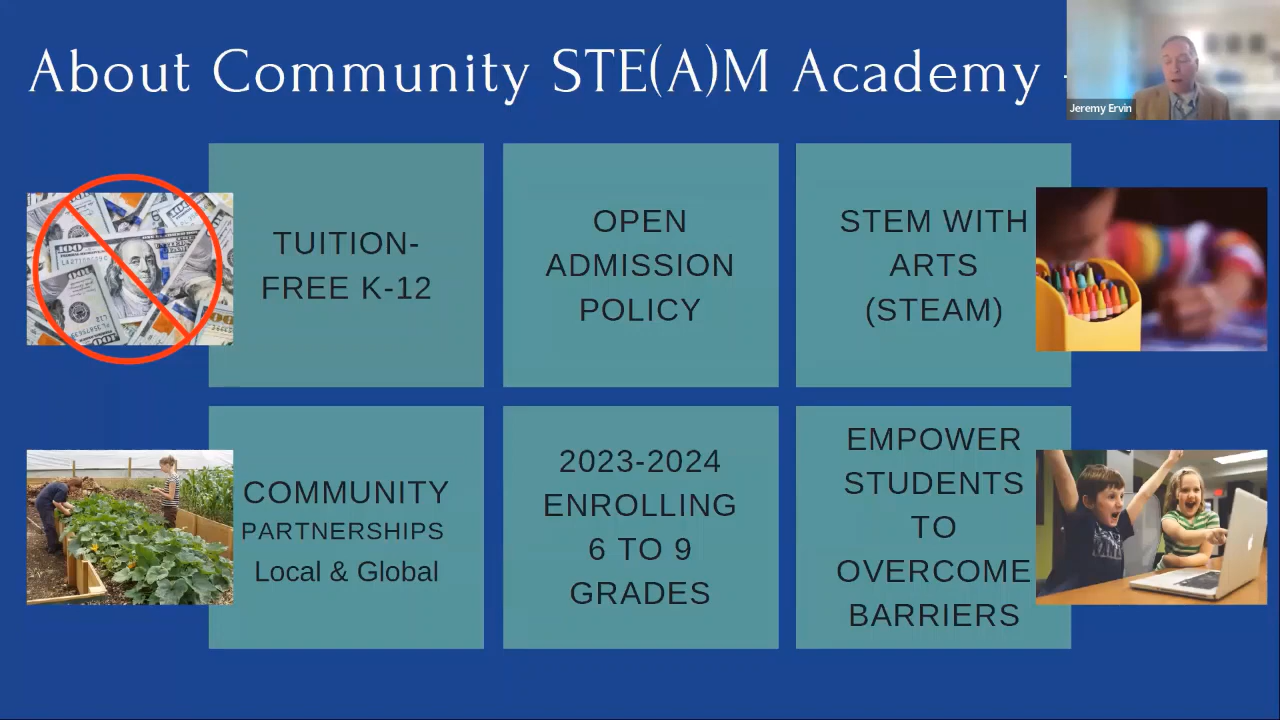 About Community STE(A)M Academy -
Jeremy Ervin
TUITION-
FREE K-12
OPEN
ADMISSION
POLICY
STEM WITH
ARTS
(STEAM)
COMMUNITY
PARTNERSHIPS
Local & Global
2023-2024
ENROLLING
6 TO 9
GRADES
EMPOWER
STUDENTS
TO
OVERCOME
BARRIERS